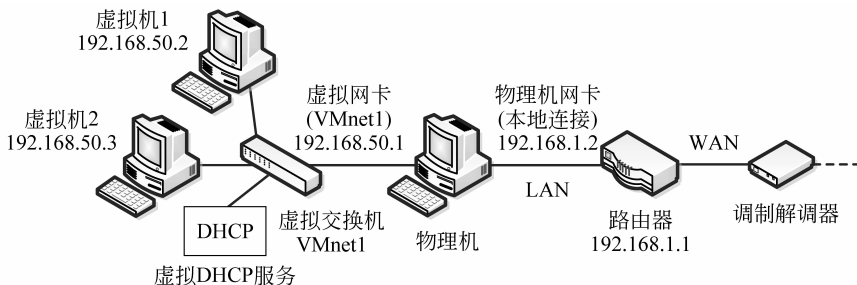 虚拟机1
192.168.50.2
虚拟机2
192.168.50.3
虚拟网卡
(VMnet1)
192.168.50.1
物理机网卡
(本地连接)
192.168.1.2
WAN
LAN
DHCP
虚拟DHCP服务
虚拟交换机
VMnet1
物理机
路由器
192.168.1.1
调制解调器